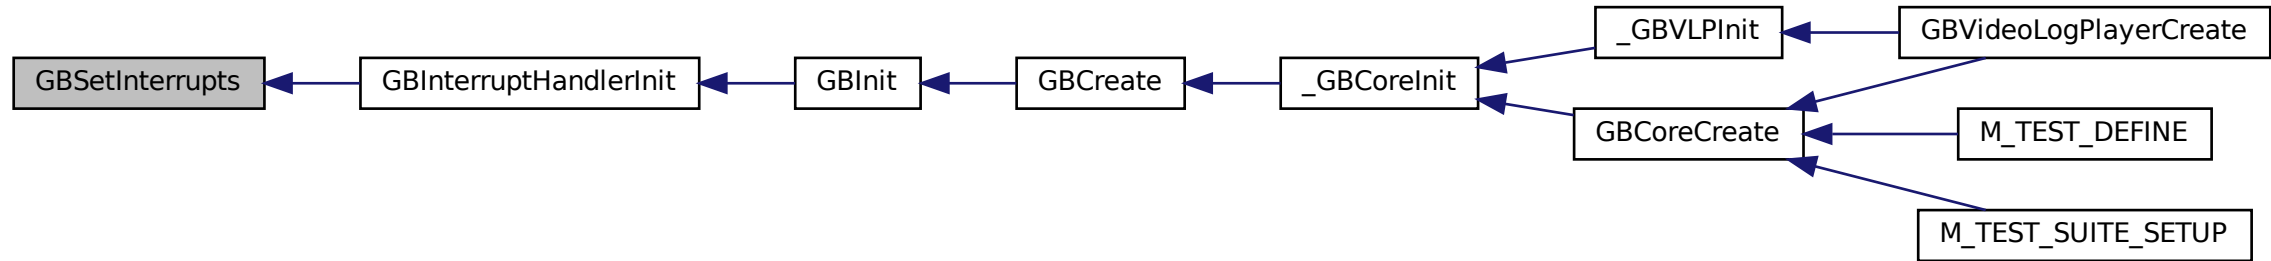 GBSetInterrupts
GBInterruptHandlerInit
GBInit
GBCreate
_GBCoreInit
_GBVLPInit
GBVideoLogPlayerCreate
GBCoreCreate
M_TEST_DEFINE
M_TEST_SUITE_SETUP